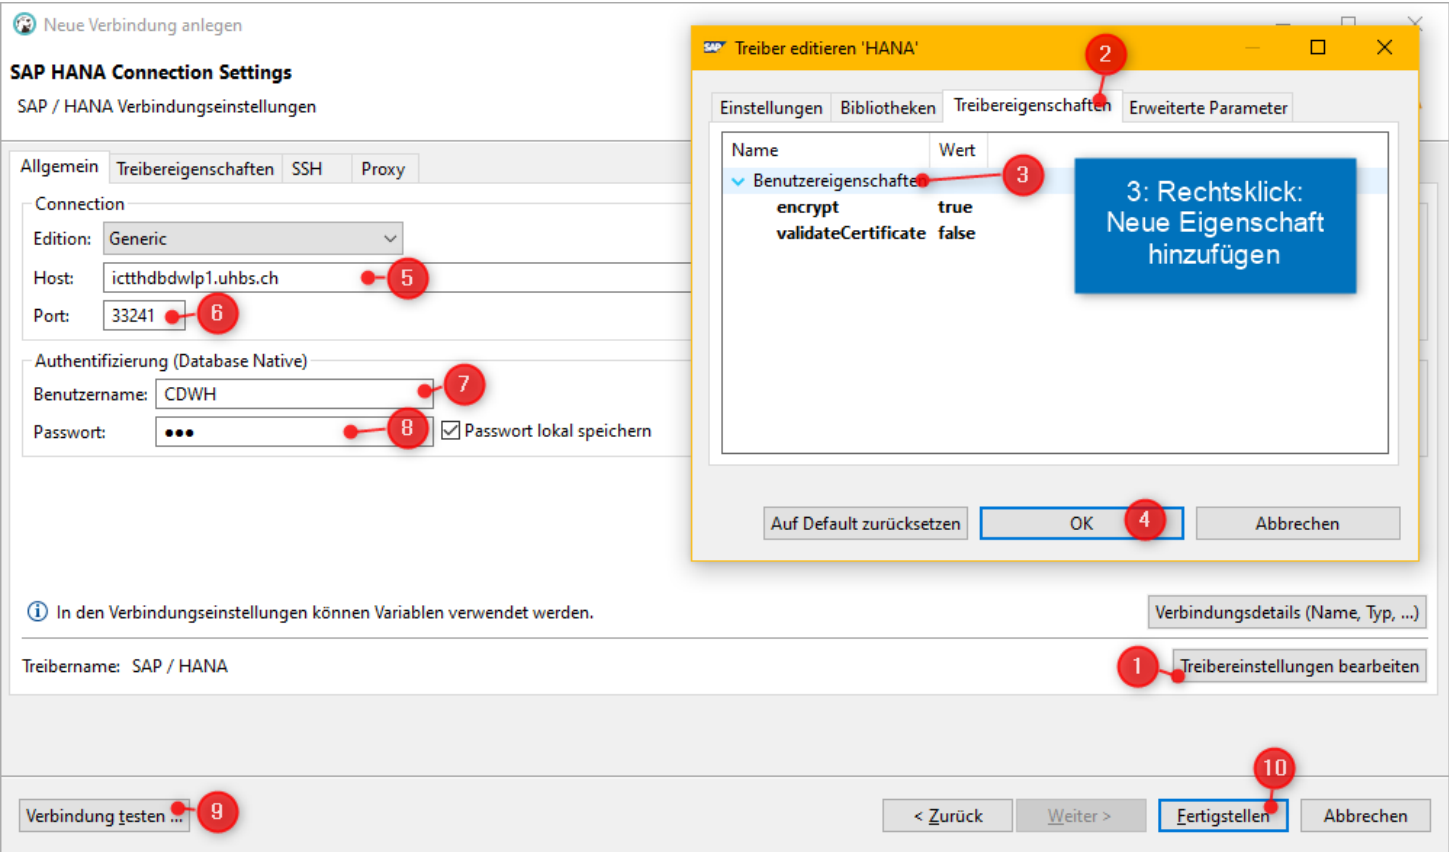 Neue Verbindung anlegen
SAP HANA Connection Settings
SAP / HANA Verbindungseinstellungen
Allgemein Treibereigenschaften SSH Proxy
Connection
Edition: Generic
Host: ictthdbdwlp1.uhbs.ch 5
Port: 33241 6
Authentifizierung (Database Native)
Benutzername: CDWH 7
Passwort: ●●● 8 Passwort lokal speichern
SAP Treiber editieren 'HANA' 2
Einstellungen Bibliotheken Treibereigenschaften Erweiterte Parameter
Name Wert
Benutzereigenschaften 3
encrypt true
validateCertificate false
3: Rechtsklick:
Neue Eigenschaft
hinzufügen
Auf Default zurücksetzen OK 4 Abbrechen
In den Verbindungseinstellungen können Variablen verwendet werden. Verbindungsdetails (Name, Typ, ...)
Treibername: SAP / HANA 1 Treibereinstellungen bearbeiten
10
Verbindung testen ... 9 < Zurück Weiter > Fertigstellen Abbrechen